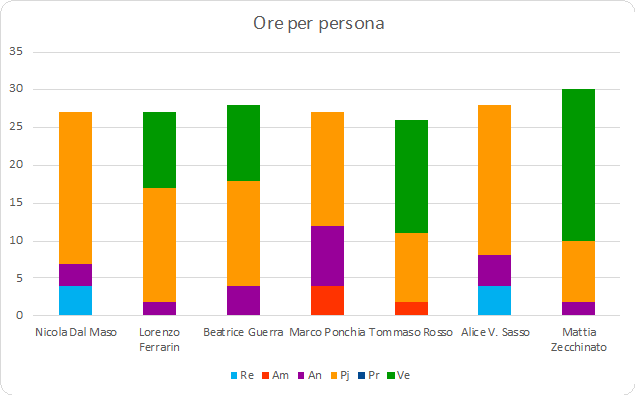 Ore per persona
35
30
25
20
15
10
5
0
Nicola Dal Maso Lorenzo Ferrarin Beatrice Guerra Marco Ponchia Tommaso Rosso Alice V. Sasso Mattia Zecchinato
Re Am An Pj Pr Ve